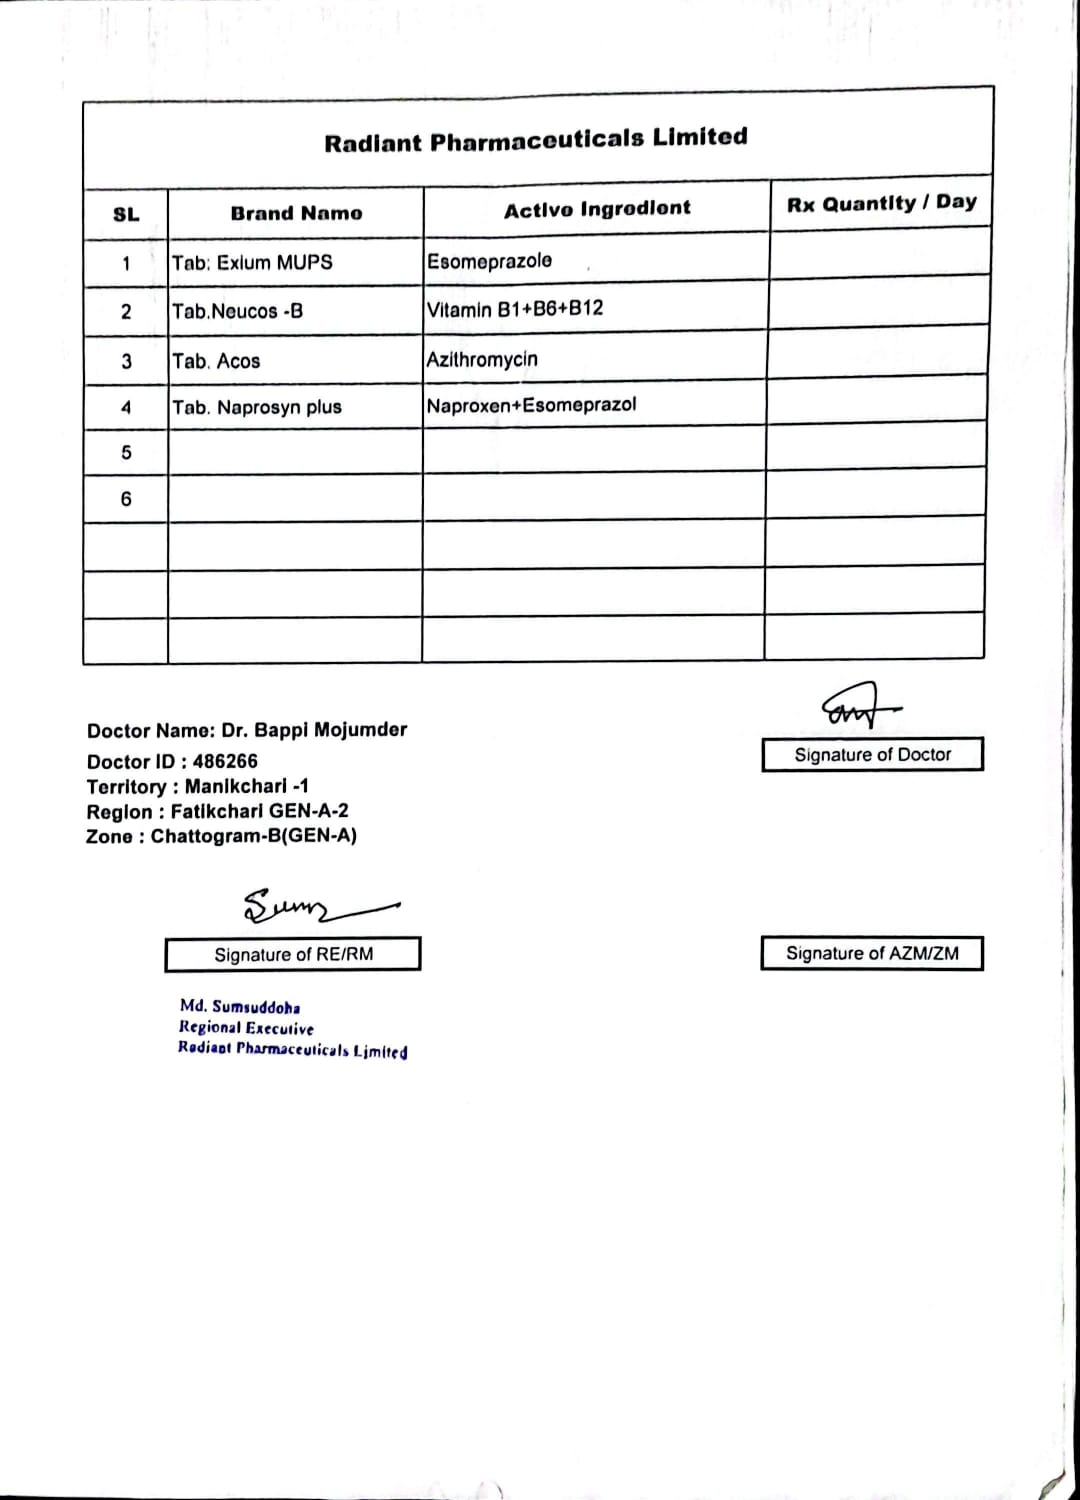 Radiant Pharmaceuticals Limited
SL Brand Name Active Ingredient Rx Quantity / Day
1 Tab: Exium MUPS Esomeprazole
2 Tab.Neucos -B Vitamin B1+B6+B12
3 Tab. Acos Azithromycin
4 Tab. Naprosyn plus Naproxen+Esomeprazol
5
6
Doctor Name: Dr. Bappi Mojumder
Doctor ID : 486266
Territory : Manikchari -1
Region : Fatikchari GEN-A-2
Zone : Chattogram-B(GEN-A)
Signature of Doctor
Signature of RE/RM
Signature of AZM/ZM
Md. Sumsuddoha
Regional Executive
Radiant Pharmaceuticals Limited